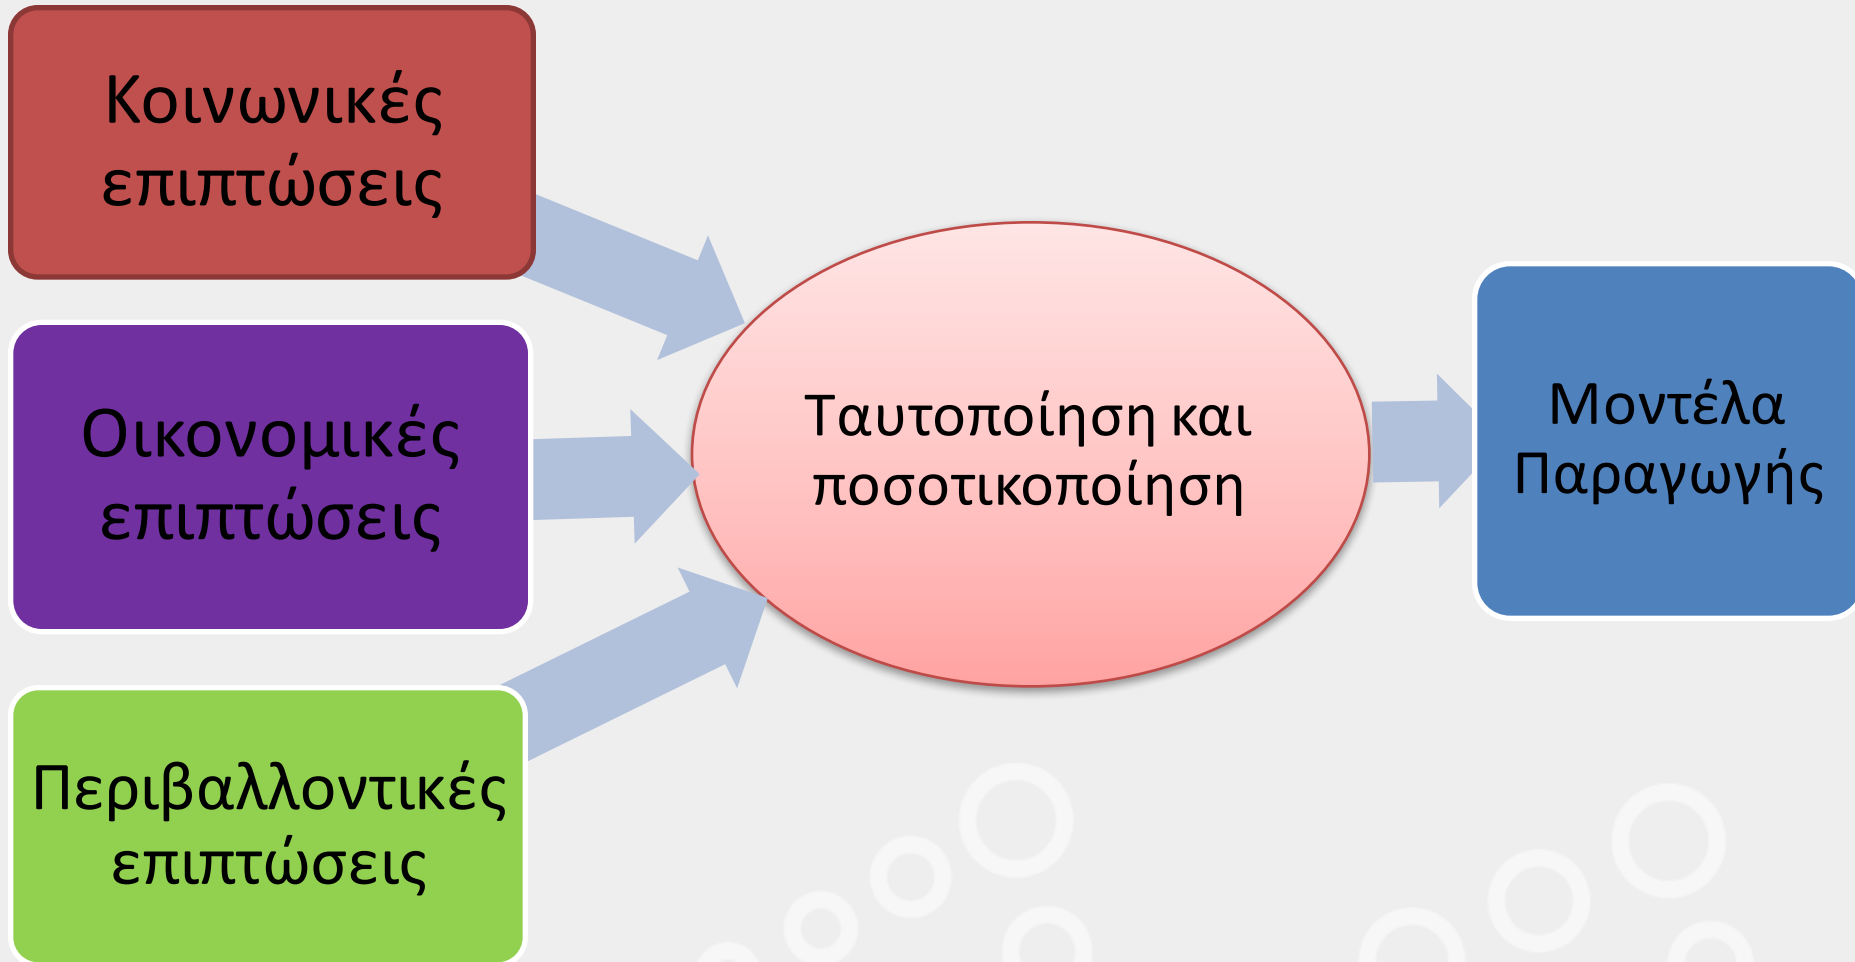 Κοινωνικές
επιπτώσεις
Οικονομικές
επιπτώσεις
Περιβαλλοντικές
επιπτώσεις
Ταυτοποίηση και
ποσοτικοποίηση
Μοντέλα
Παραγωγής